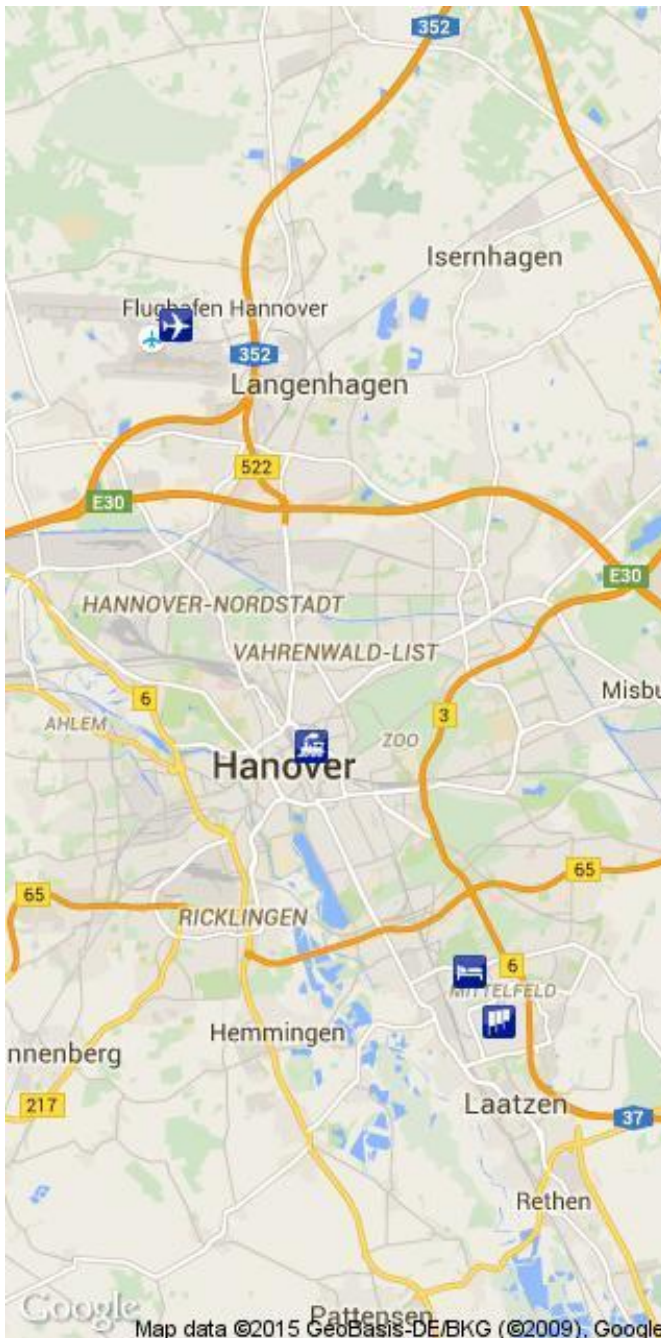 352
Isernhagen
Flughafen Hannover
352
Langenhagen
522
E30
E30
HANNOVER-NORDSTADT
VAHRENWALD-LIST
Misbu
6
3
AHLEM
ZOO
Hanover
65
65
RICKLINGEN
6
MITTELFELD
Hemmingen
nnenberg
217
Laatzen
37
Rethen
Google
Pattensen
Map data ©2015 GeoBasis-DE/BKG (©2009), Google